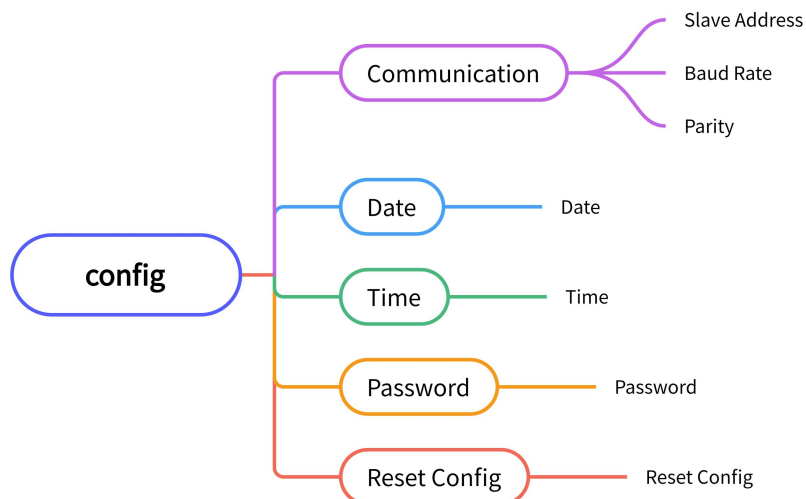 config
Communication
Slave Address
Baud Rate
Parity
Date
Date
Time
Time
Password
Password
Reset Config
Reset Config